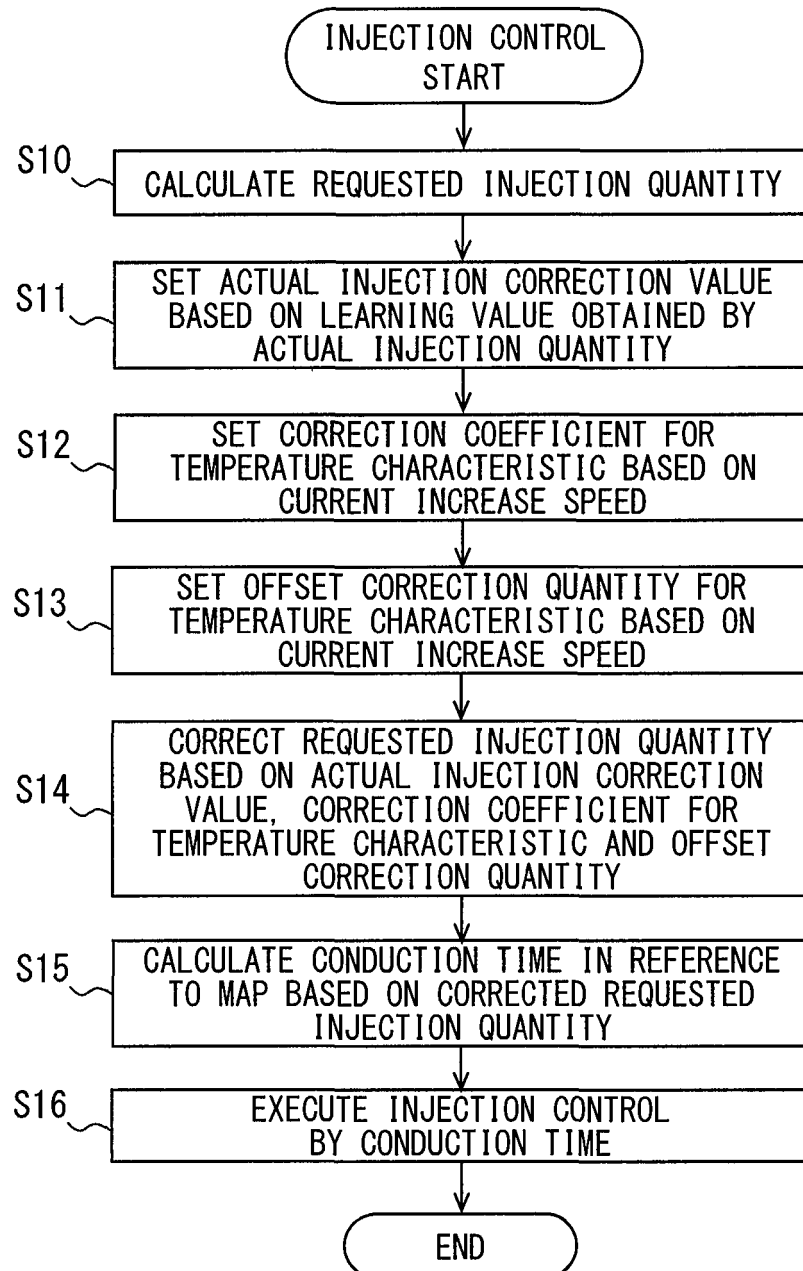 INJECTION CONTROL
START
S10
CALCULATE REQUESTED INJECTION QUANTITY
S11
SET ACTUAL INJECTION CORRECTION VALUE
BASED ON LEARNING VALUE OBTAINED BY
ACTUAL INJECTION QUANTITY
S12
SET CORRECTION COEFFICIENT FOR
TEMPERATURE CHARACTERISTIC BASED ON
CURRENT INCREASE SPEED
S13
SET OFFSET CORRECTION QUANTITY FOR
TEMPERATURE CHARACTERISTIC BASED ON
CURRENT INCREASE SPEED
S14
CORRECT REQUESTED INJECTION QUANTITY
BASED ON ACTUAL INJECTION CORRECTION
VALUE, CORRECTION COEFFICIENT FOR
TEMPERATURE CHARACTERISTIC AND OFFSET
CORRECTION QUANTITY
S15
CALCULATE CONDUCTION TIME IN REFERENCE
TO MAP BASED ON CORRECTED REQUESTED
INJECTION QUANTITY
S16
EXECUTE INJECTION CONTROL
BY CONDUCTION TIME
END